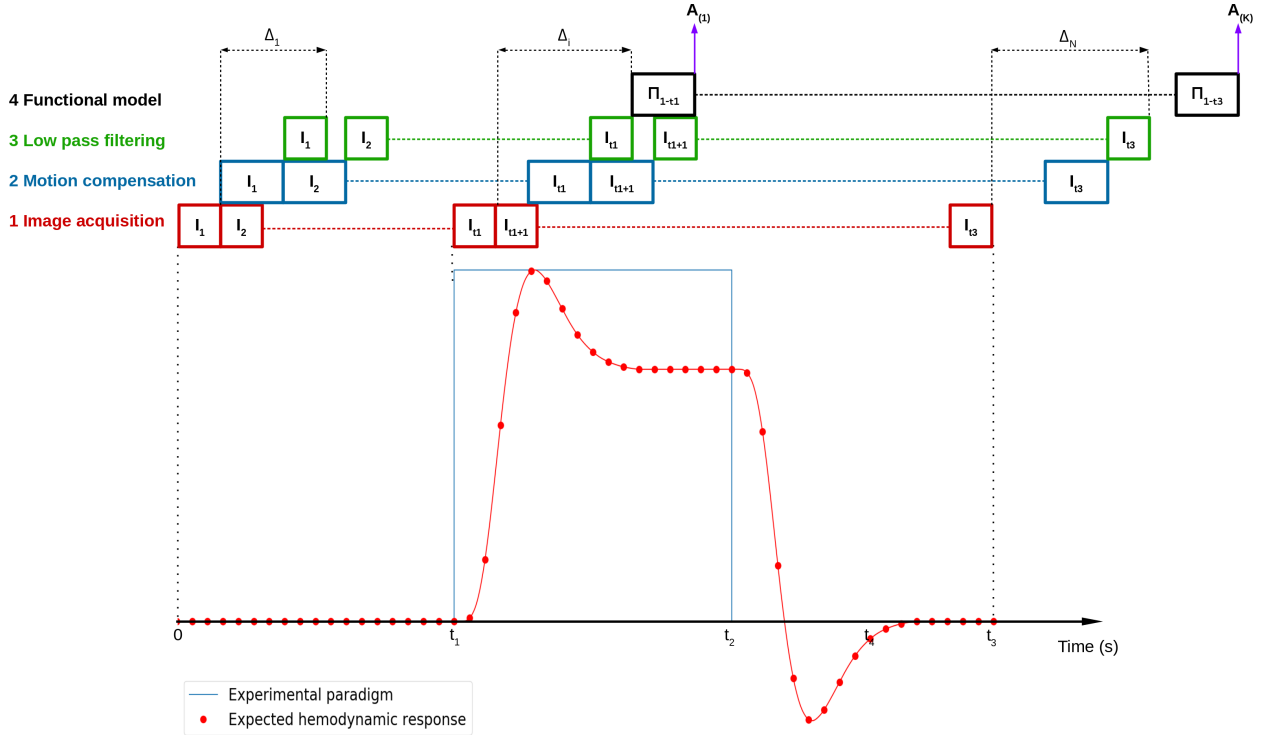 A(1) A(K)
Δ1 Δi ΔN
4 Functional model Π1-t1 Π1-t3
3 Low pass filtering I1 I2 It1 It1+1 It3
2 Motion compensation I1 I2 It1 It1+1 It3
1 Image acquisition I1 I2 It1 It1+1 It3
0 t1 t2 t4 t3
Time (s)
Experimental paradigm
Expected hemodynamic response